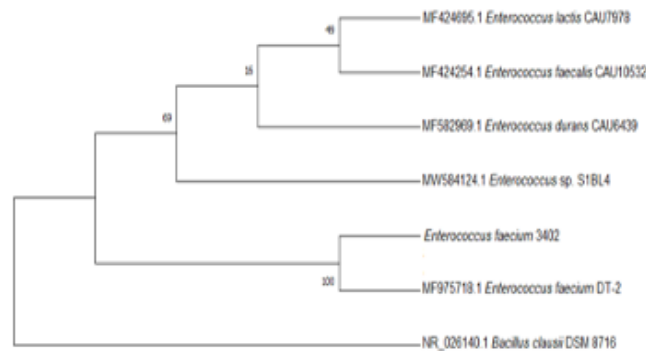 MF424695.1 Enterococcus lactis CAU7978
49
MF424254.1 Enterococcus faecalis CAU10532
15
MF582969.1 Enterococcus durans CAU6439
69
MW584124.1 Enterococcus sp. S1BL4
Enterococcus faecium 3402
MF975718.1 Enterococcus faecium DT-2
100
NR_026140.1 Bacillus clausii DSM 8716